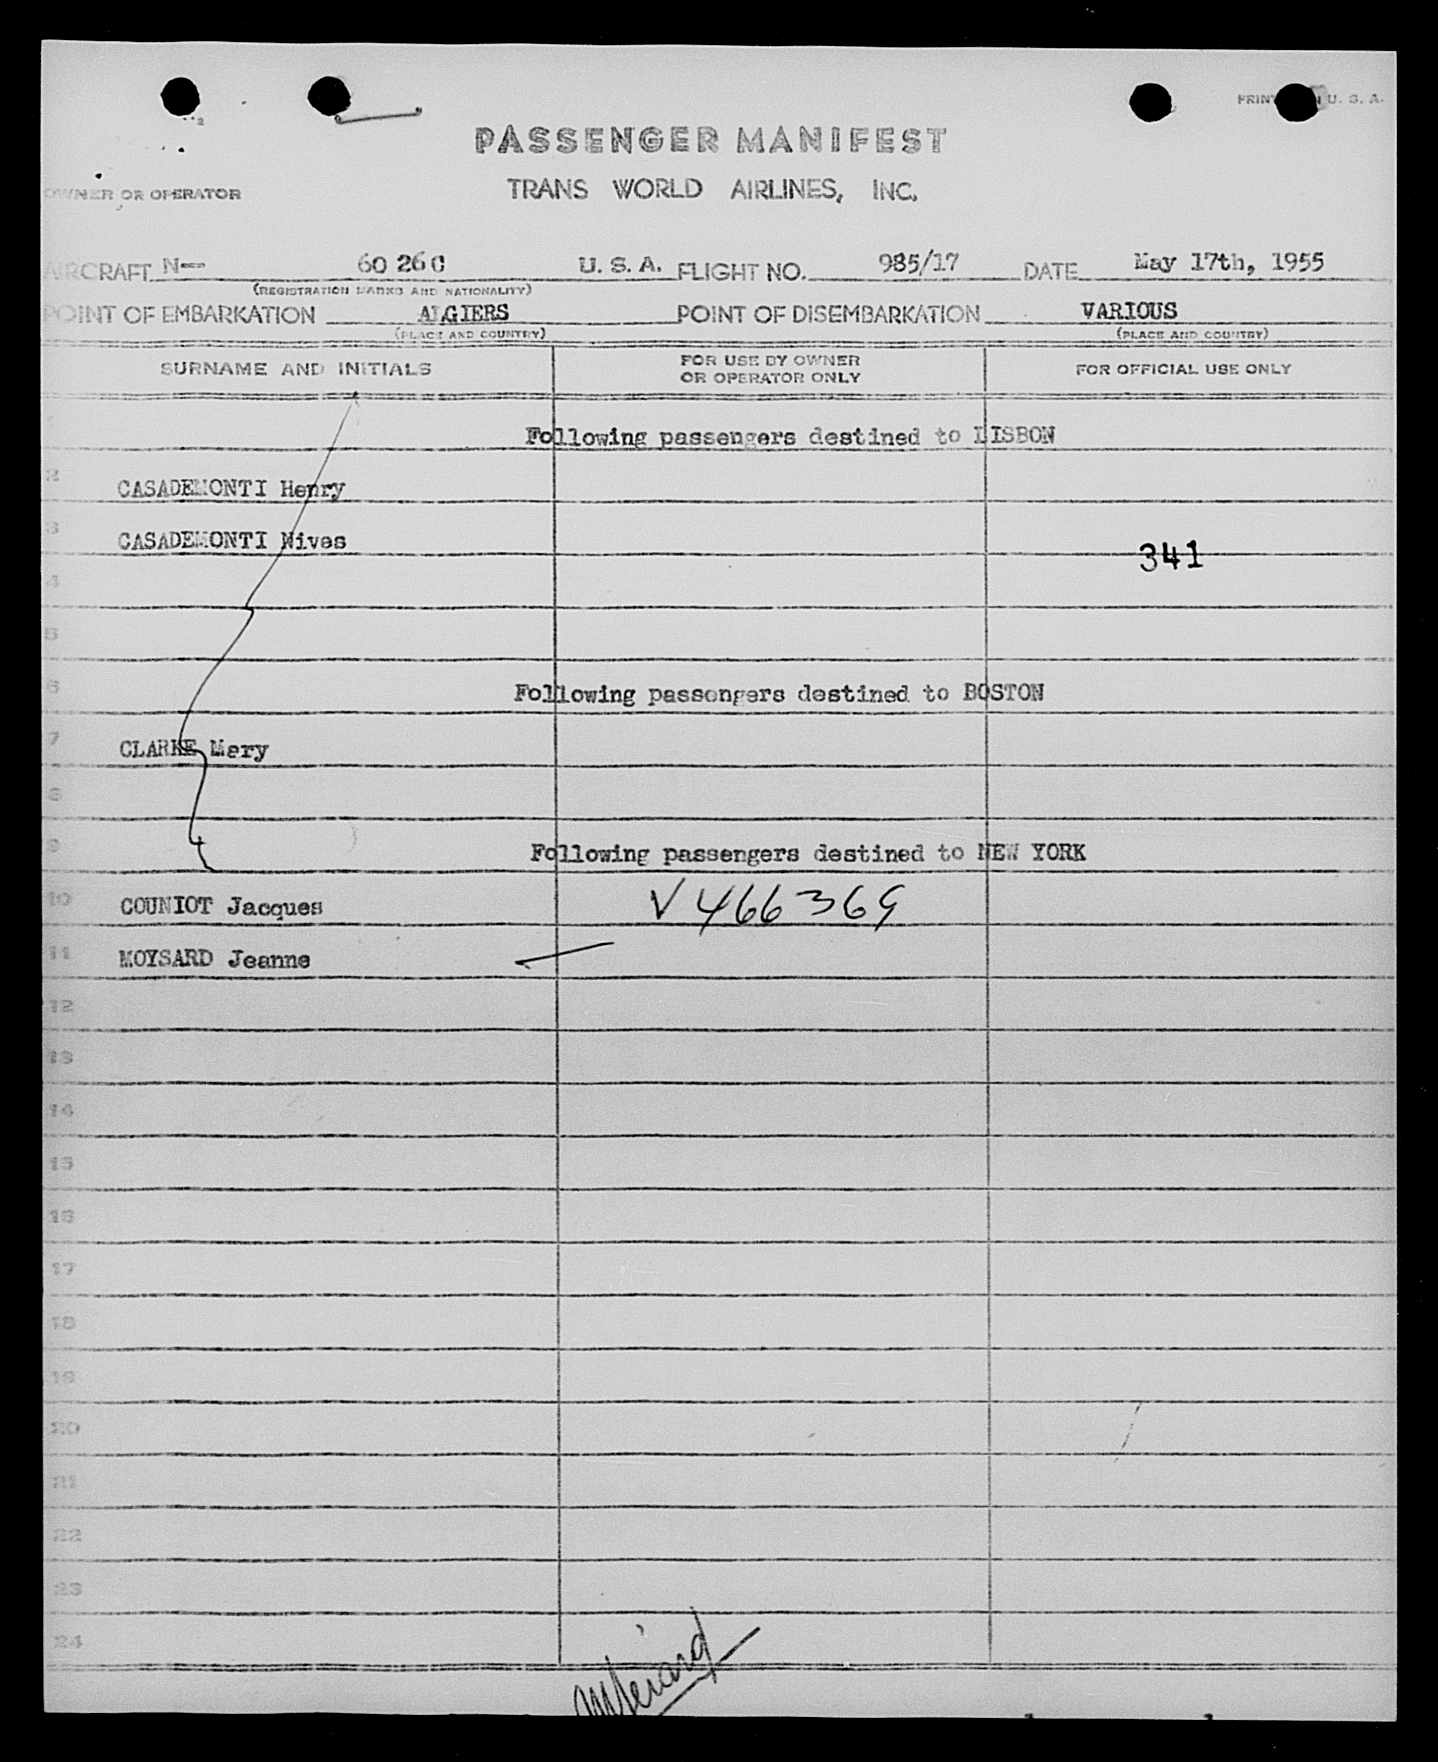 PRINTED IN U. S. A.
PASSENGER MANIFEST
OWNER OR OPERATOR
TRANS WORLD AIRLINES, INC.
AIRCRAFT N-- 60 26 C U. S. A. FLIGHT NO. 985/17 DATE May 17th, 1955
(REGISTRATION MARKS AND NATIONALITY)
POINT OF EMBARKATION ALGIERS POINT OF DISEMBARKATION VARIOUS
(PLACE AND COUNTRY) (PLACE AND COUNTRY)
SURNAME AND INITIALS FOR USE BY OWNER OR OPERATOR ONLY FOR OFFICIAL USE ONLY
1 Following passengers destined to LISBON
2 CASADEMONTI Henry
3 CASADEMONTI Nives
341
4
5
6 Following passengers destined to BOSTON
7 CLARKE Mery
8
9 Following passengers destined to NEW YORK
10 COUNIOT Jacques V466369
11 MOYSARD Jeanne
12
13
14
15
16
17
18
19
20
21
22
23
24